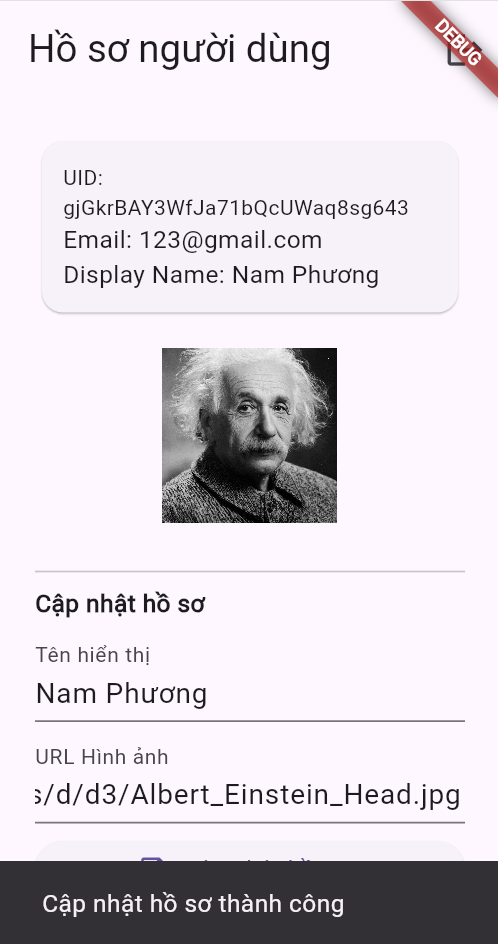 Hồ sơ người dùng
DEBUG
UID:
gjGkrBAY3WfJa71bQcUWaq8sg643
Email: 123@gmail.com
Display Name: Nam Phương
Cập nhật hồ sơ
Tên hiển thị
Nam Phương
URL Hình ảnh
s/d/d3/Albert_Einstein_Head.jpg
Cập nhật hồ sơ thành công